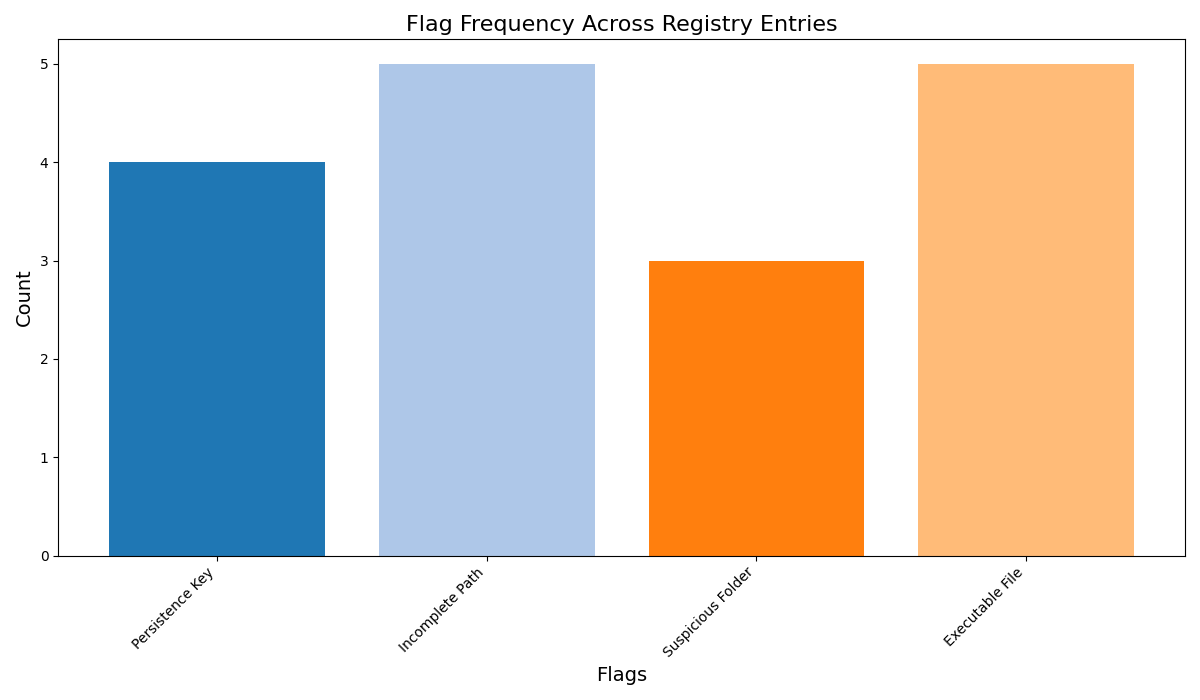 Flag Frequency Across Registry Entries
Count
5
4
3
2
1
0
Persistence Key
Incomplete Path
Suspicious Folder
Executable File
Flags